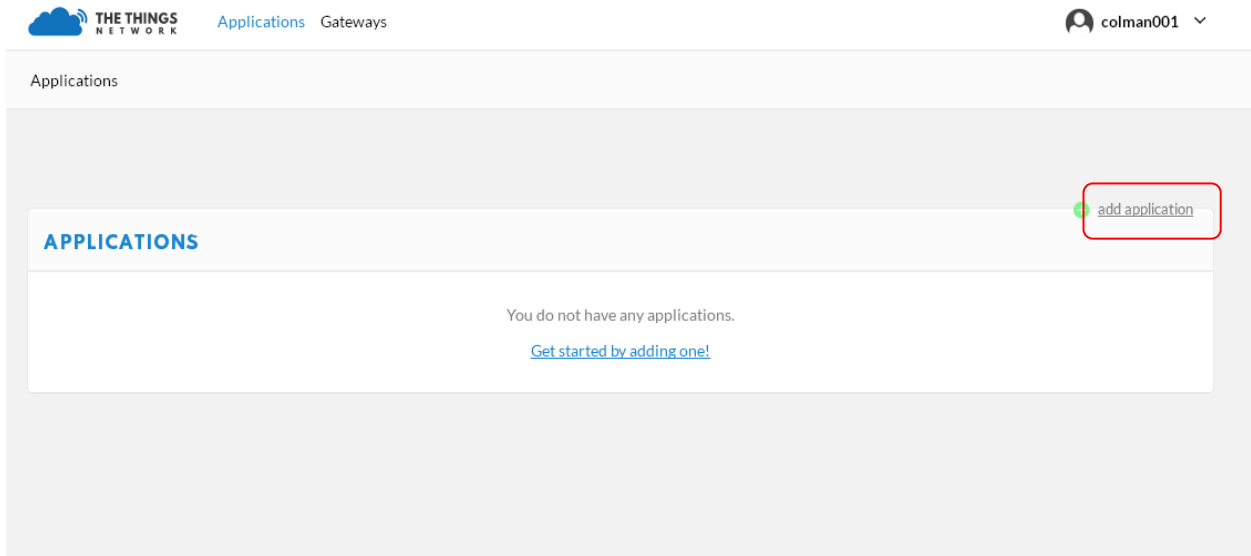 THE THINGS
NETWORK
Applications Gateways
colman001
Applications
add application
APPLICATIONS
You do not have any applications.
Get started by adding one!